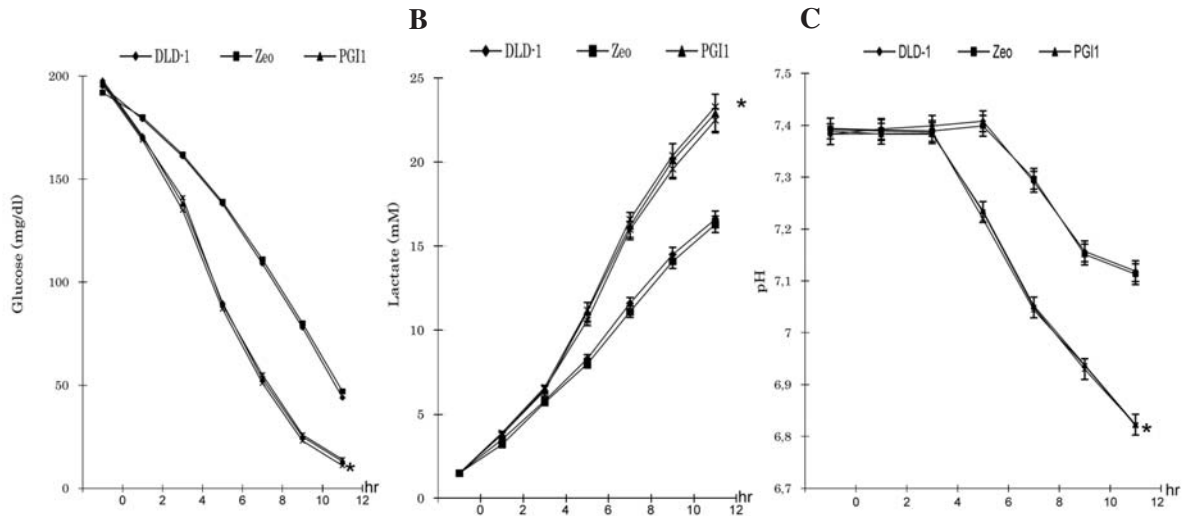 B
C
DLD-1 Zeo PGI1
DLD-1 Zeo PGI1
DLD-1 Zeo PGI1
200
150
100
50
0
Glucose (mg/dl)
*
0 2 4 6 8 10 12 hr
25
20
15
10
5
0
Lactate (mM)
*
0 2 4 6 8 10 12 hr
7,5
7,4
7,3
7,2
7,1
7
6,9
6,8
6,7
pH
*
0 2 4 6 8 10 12 hr